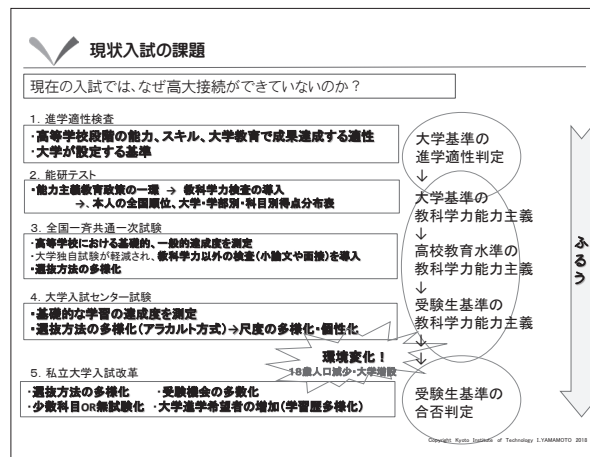 現状入試の課題
現在の入試では、なぜ高大接続ができていないのか？
1. 進学適性検査
・高等学校段階の能力、スキル、大学教育で成果達成する適性
・大学が設定する基準
2. 能研テスト
・能力主義教育政策の一環 → 教科学力検査の導入
→、本人の全国順位、大学・学部別・科目別得点分布表
3. 全国一斉共通一次試験
・高等学校における基礎的、一般的達成度を測定
・大学独自試験が軽減され、教科学力以外の検査(小論文や面接)を導入
・選抜方法の多様化
4. 大学入試センター試験
・基礎的な学習の達成度を測定
・選抜方法の多様化(アラカルト方式)→尺度の多様化・個性化
環境変化！
18歳人口減少・大学増設
5. 私立大学入試改革
・選抜方法の多様化 ・受験機会の多数化
・少数科目OR無試験化 ・大学進学希望者の増加(学習歴多様化)
大学基準の
進学適性判定
↓
大学基準の
教科学力能力主義
↓
高校教育水準の
教科学力能力主義
↓
受験生基準の
教科学力能力主義
↓
↓
受験生基準の
合否判定
ふるう
Copyright Kyoto Institute of Technology I.YAMAMOTO 2018